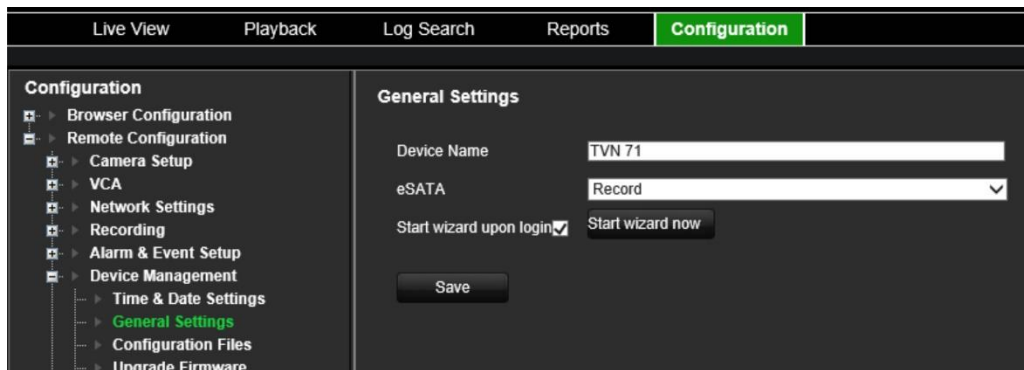 Live View Playback Log Search Reports Configuration
Configuration
Browser Configuration
Remote Configuration
Camera Setup
VCA
Network Settings
Recording
Alarm & Event Setup
Device Management
Time & Date Settings
General Settings
Configuration Files
Upgrade Firmware
General Settings
Device Name TVN 71
eSATA Record
Start wizard upon login Start wizard now
Save